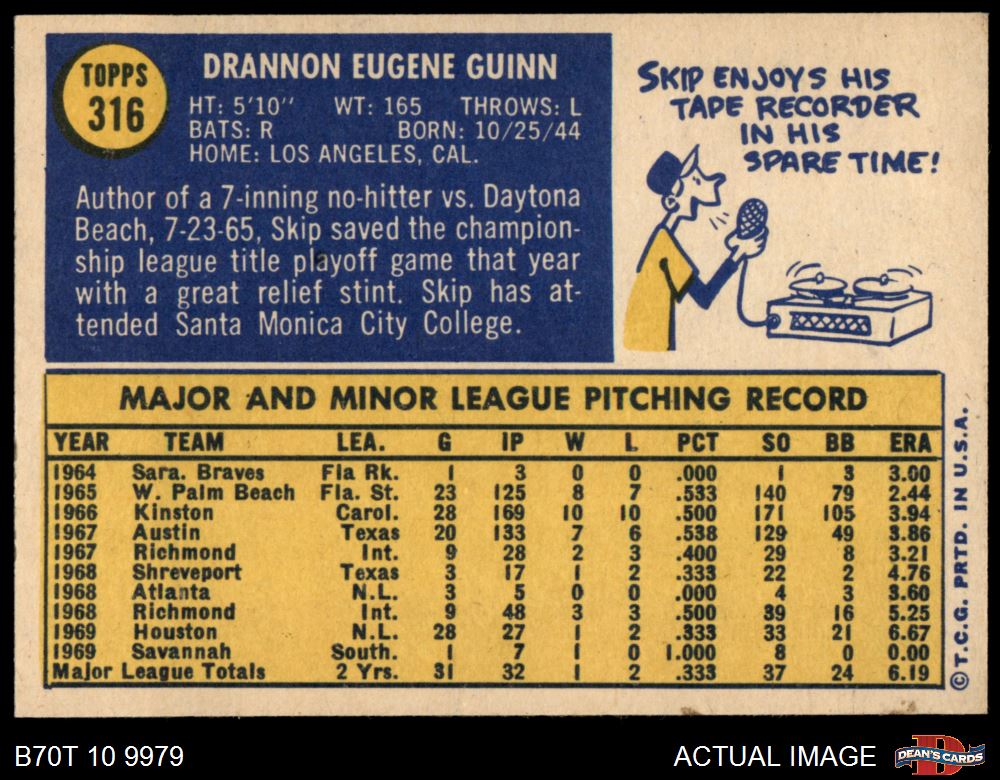 TOPPS
316
DRANNON EUGENE GUINN
HT: 5'10" WT: 165 THROWS: L
BATS: R BORN: 10/25/44
HOME: LOS ANGELES, CAL.
Author of a 7-inning no-hitter vs. Daytona
Beach, 7-23-65, Skip saved the champion-
ship league title playoff game that year
with a great relief stint. Skip has at-
tended Santa Monica City College.
SKIP ENJOYS HIS
TAPE RECORDER
IN HIS
SPARE TIME!
MAJOR AND MINOR LEAGUE PITCHING RECORD
YEAR TEAM LEA. G IP W L PCT SO BB ERA
1964 Sara. Braves Fla Rk. 1 3 0 0 .000 1 3 3.00
1965 W. Palm Beach Fla. St. 23 125 8 7 .533 140 79 2.44
1966 Kinston Carol. 28 169 10 10 .500 171 105 3.94
1967 Austin Texas 20 133 7 6 .538 129 49 3.86
1967 Richmond Int. 9 28 2 3 .400 29 8 3.21
1968 Shreveport Texas 3 17 1 2 .333 22 2 4.76
1968 Atlanta N.L. 3 5 0 0 .000 4 3 3.60
1968 Richmond Int. 9 48 3 3 .500 39 16 5.25
1969 Houston N.L. 28 27 1 2 .333 33 21 6.67
1969 Savannah South. 1 7 1 0 1.000 8 0 0.00
Major League Totals 2 Yrs. 31 32 1 2 .333 37 24 6.19
©T.C.G. PRTD. IN U.S.A.
B70T 10 9979
ACTUAL IMAGE
DEAN'S CARDS